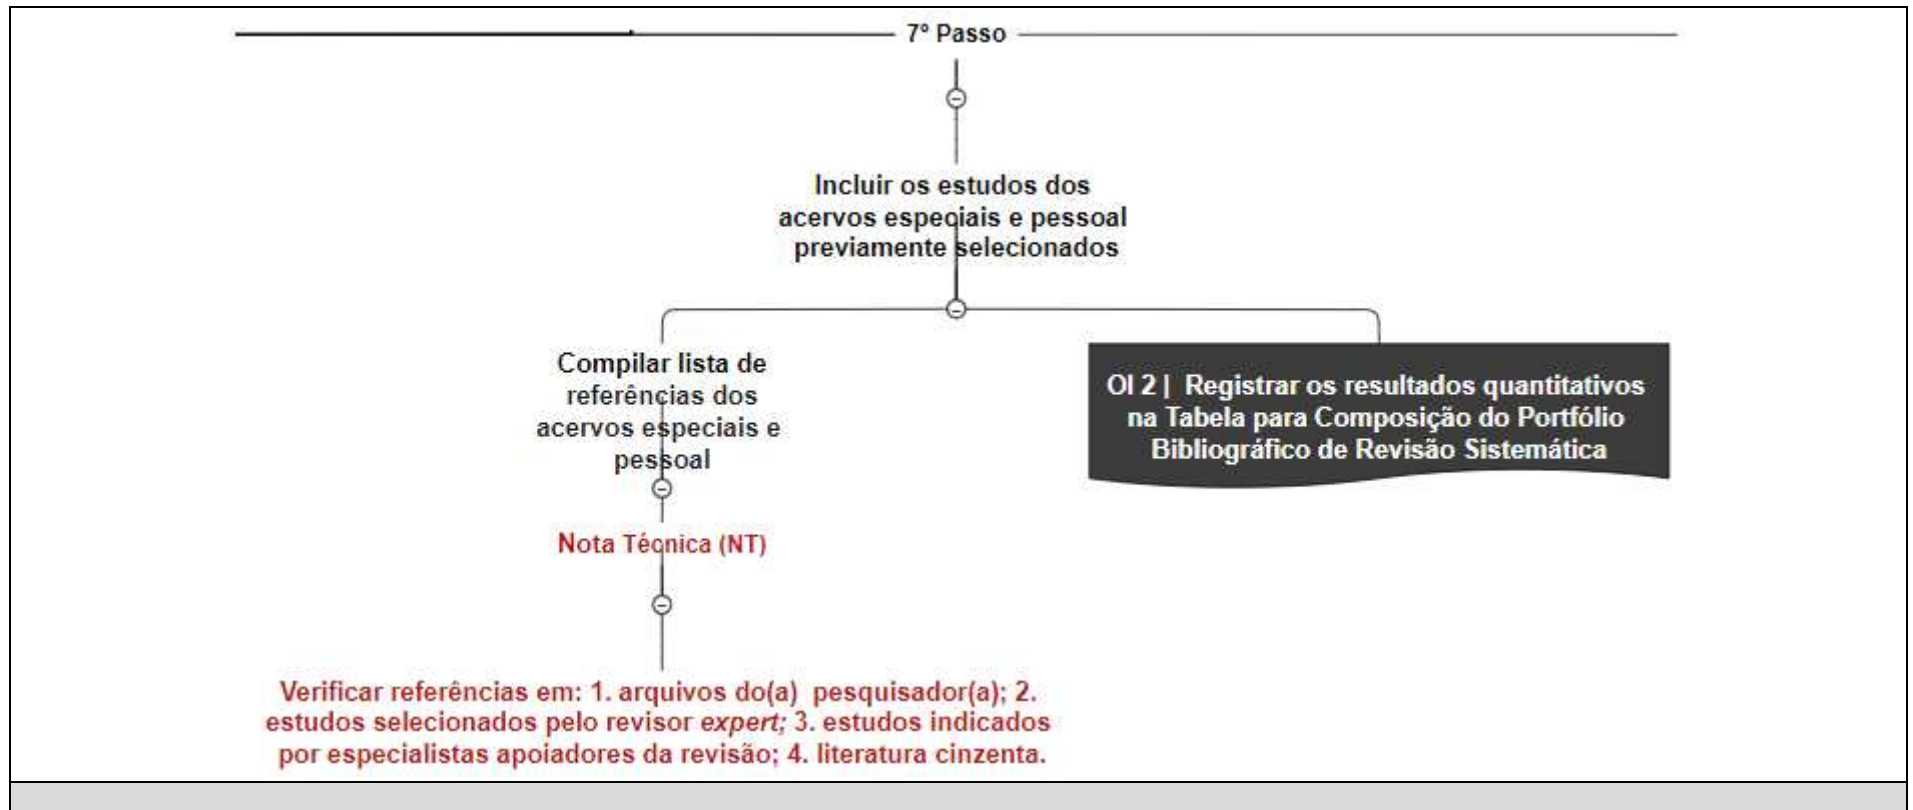 7º Passo
Incluir os estudos dos
acervos especiais e pessoal
previamente selecionados
Compilar lista de
referências dos
acervos especiais e
pessoal
OI 2 | Registrar os resultados quantitativos
na Tabela para Composição do Portfólio
Bibliográfico de Revisão Sistemática
Nota Técnica (NT)
Verificar referências em: 1. arquivos do(a) pesquisador(a); 2.
estudos selecionados pelo revisor expert; 3. estudos indicados
por especialistas apoiadores da revisão; 4. literatura cinzenta.